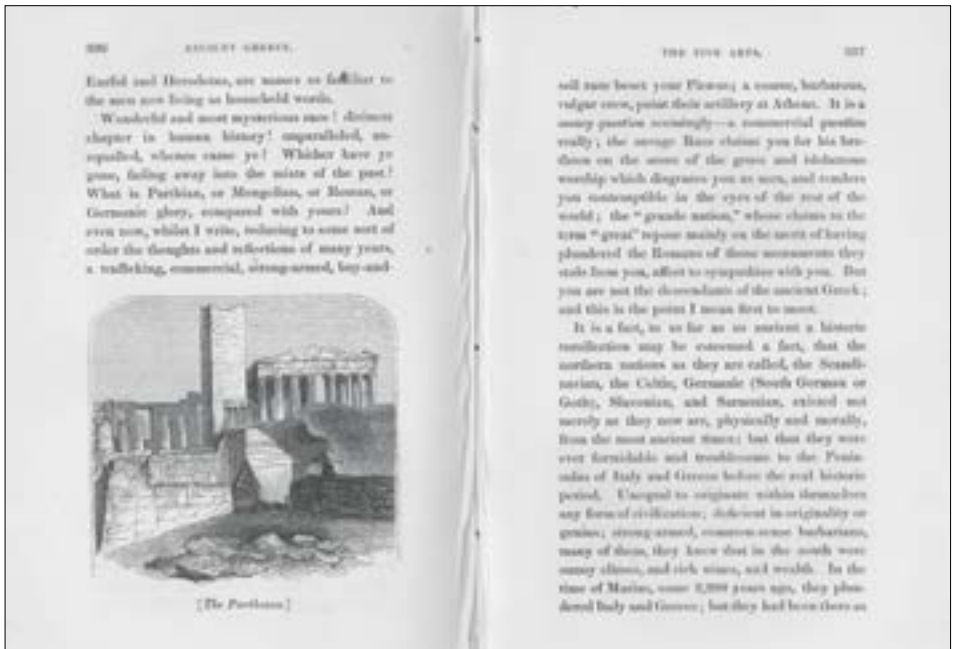 ANCIENT GREECE.
and Herodotus, are names as familiar to
the men now living as household words.
Wonderful and most mysterious race! divinest
chapter in human history! unparalleled, un-
equalled, whence came ye? Whither have ye
gone, fading away into the mists of the past?
What is Parthian, or Mongolian, or Roman, or
Germanic glory, compared with yours? And
even now, whilst I write, reducing to some sort of
order the thoughts and reflections of many years,
a trafficking, commercial, strong-armed, buy-and-
[The Parthenon.]
THE FINE ARTS. 337
sell race beset your Piræus; a coarse, barbarous,
vulgar crew, point their artillery at Athens. It is a
question seemingly—a commercial question
really; the savage Russ claims you for his bre-
thren on the score of the gross and idolatrous
worship which disgraces you as men, and renders
you contemptible in the eyes of the rest of the
world; the "grande nation," whose claims to the
term "great" repose mainly on the merit of having
plundered the Romans of those monuments they
stole from you, affect to sympathise with you. But
you are not the descendants of the ancient Greek;
and this is the point I mean first to meet.
It is a fact, in so far as so ancient a historic
recollection may be esteemed a fact, that the
northern nations as they are called, the Scandi-
navian, the Celtic, Germanic (South German or
Goth), Slavonian, and Sarmatian, existed not
merely as they now are, physically and morally,
from the most ancient times; but that they were
ever formidable and troublesome to the Penin-
sulas of Italy and Greece before the real historic
period. Unequal to originate within themselves
any form of civilization; deficient in originality or
genius; strong-armed, common-sense barbarians,
many of them, they knew that in the south were
sunny climes, and rich wines, and wealth. In the
time of Marius, some years ago, they plun-
dered Italy and Greece; but they had been there as